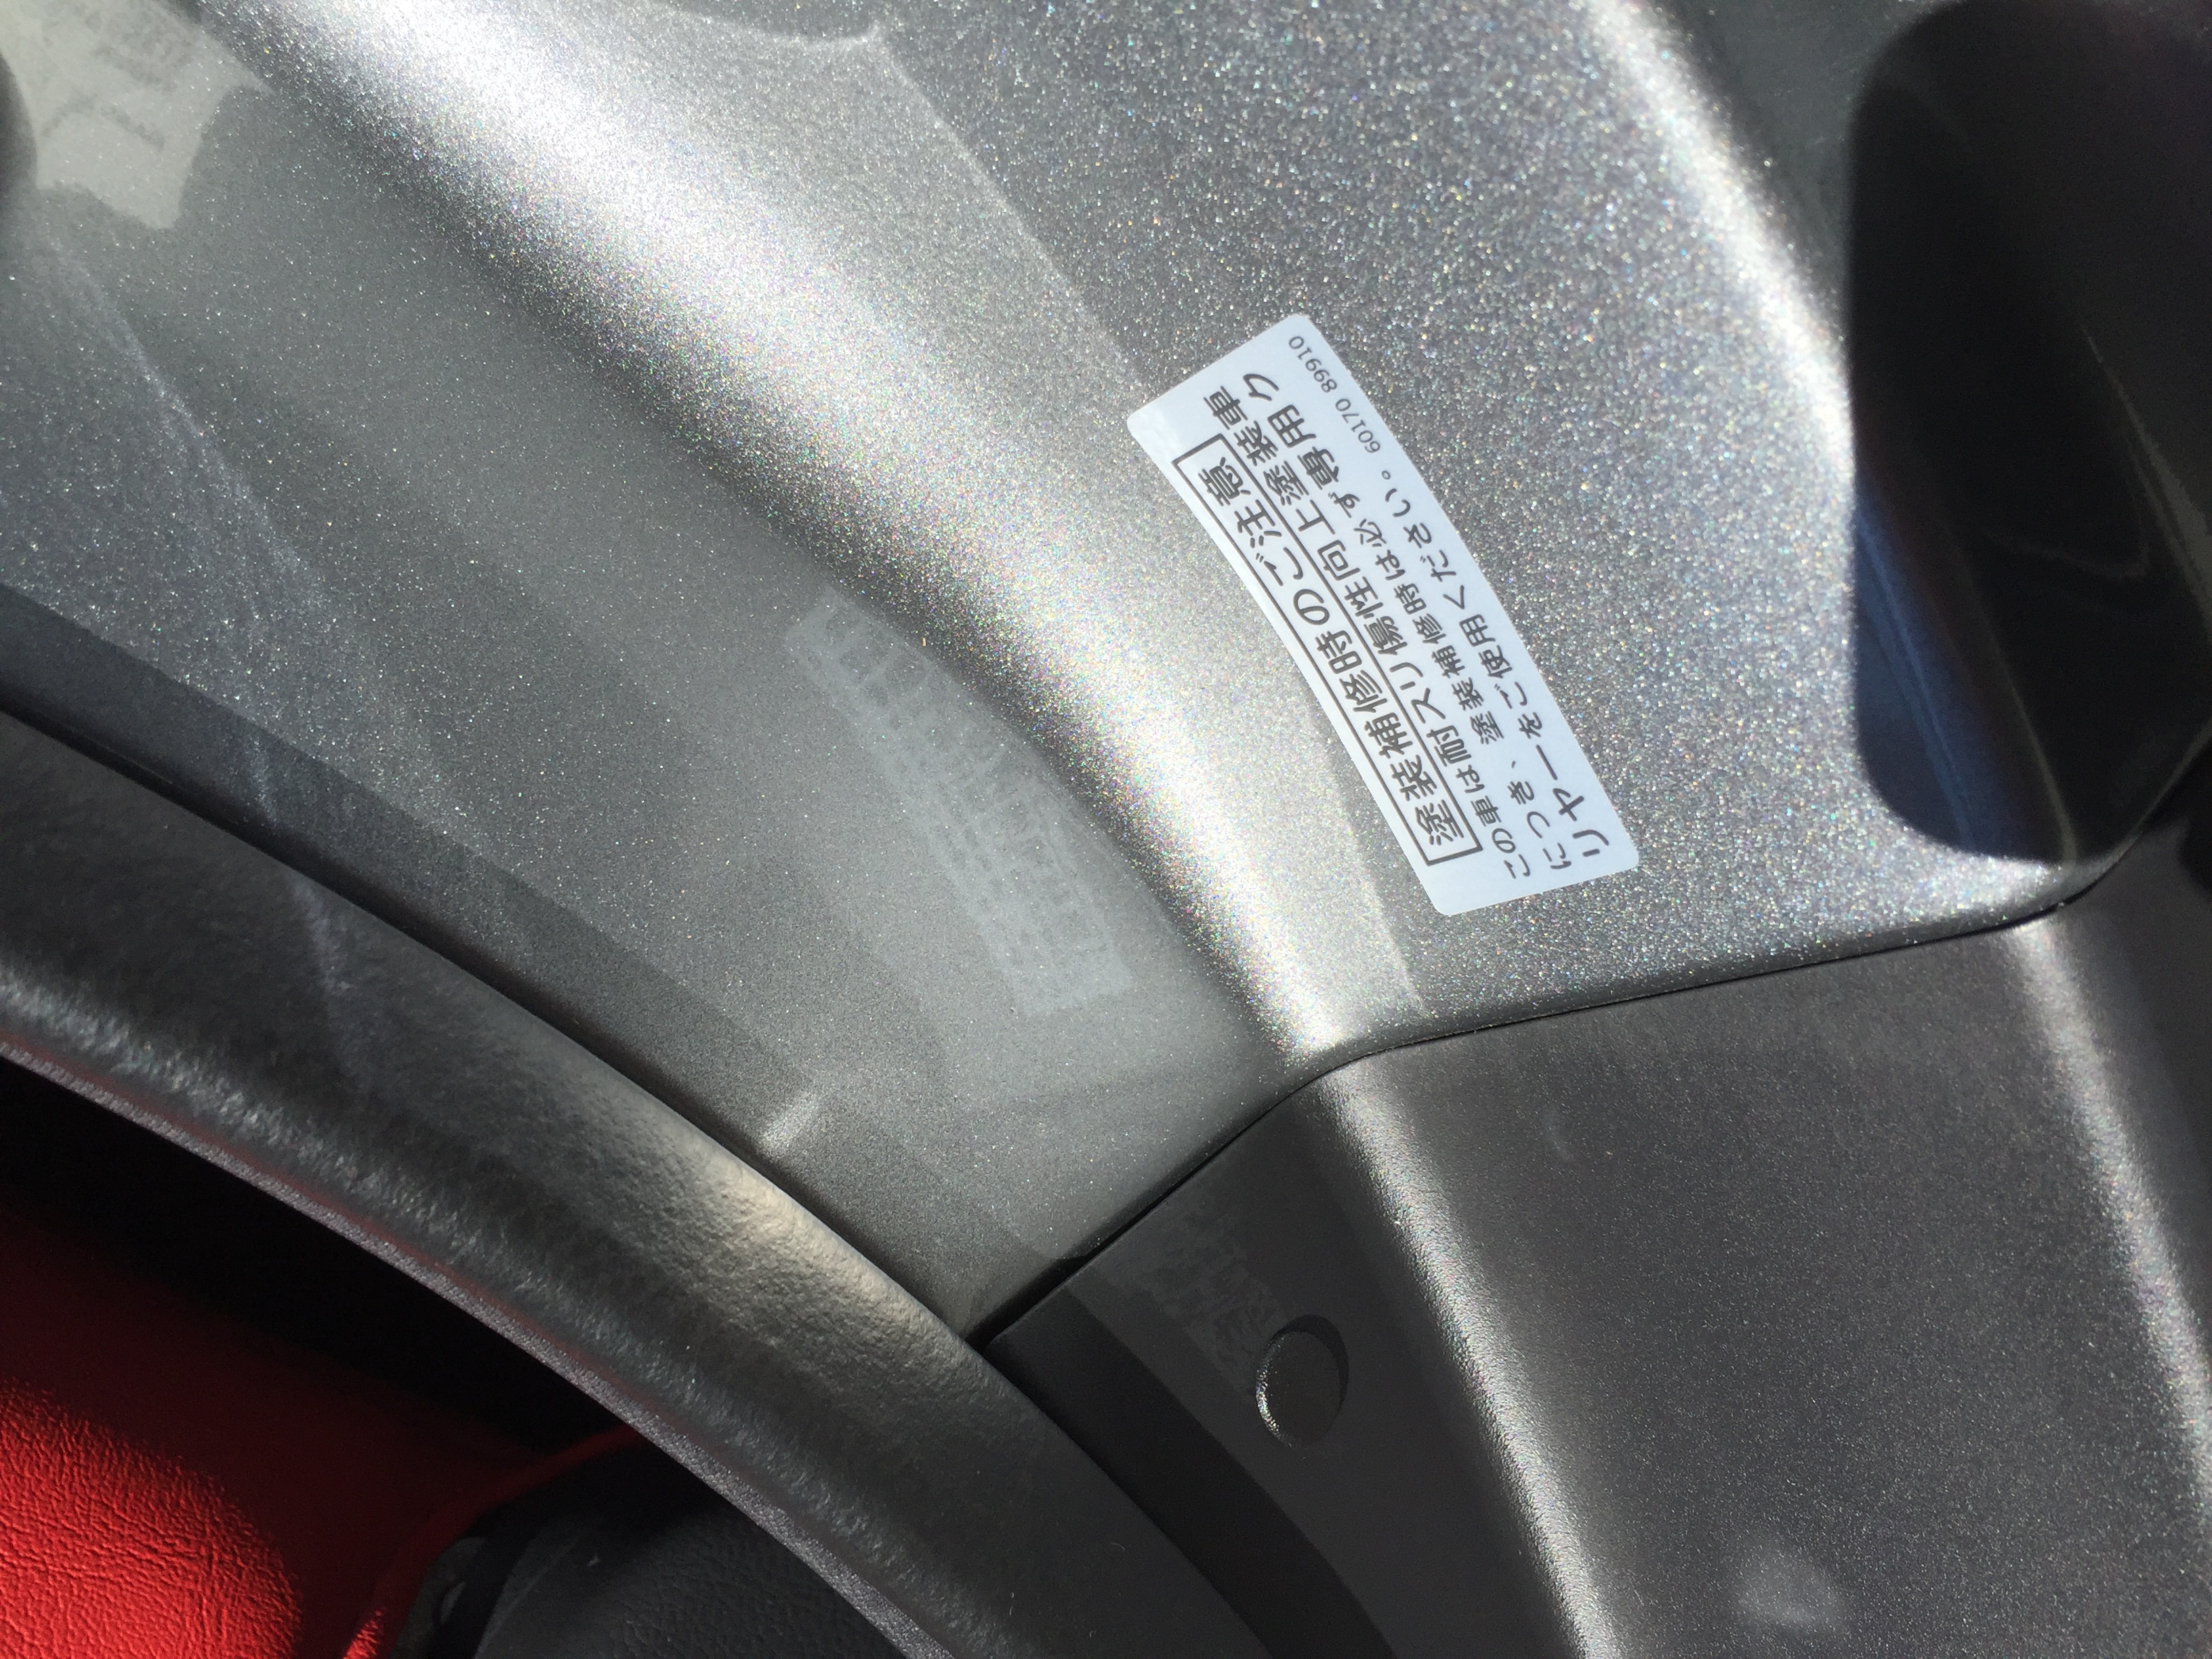 塗装補修時のご注意
この車は耐スリ傷性向上塗装車
につき、塗装補修時は必ず専用ク
リヤーをご使用ください。 60170 89910